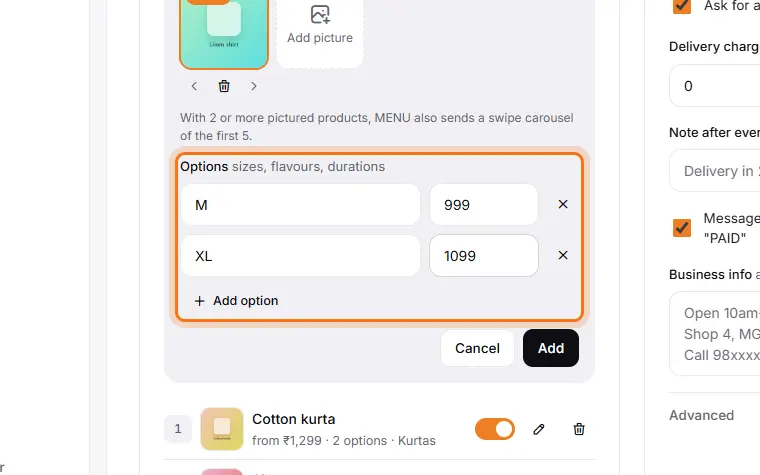 Linen shirt
Add picture
With 2 or more pictured products, MENU also sends a swipe carousel
of the first 5.
Options sizes, flavours, durations
M
999
XL
1099
Add option
Cancel
Add
1
Cotton kurta
from ₹1,299 · 2 options · Kurtas
Ask for a
Delivery charg
0
Note after ever
Delivery in 2
Message
"PAID"
Business info a
Open 10am-
Shop 4, MG
Call 98xxxx
Advanced